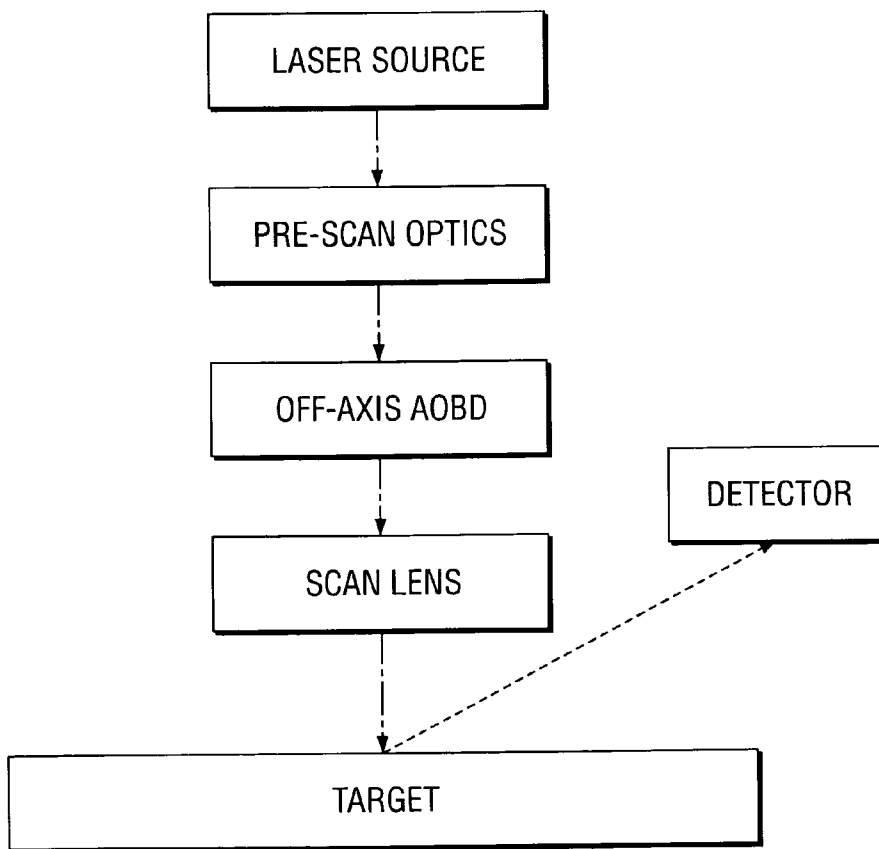 LASER SOURCE
PRE-SCAN OPTICS
OFF-AXIS AOBD
DETECTOR
SCAN LENS
TARGET